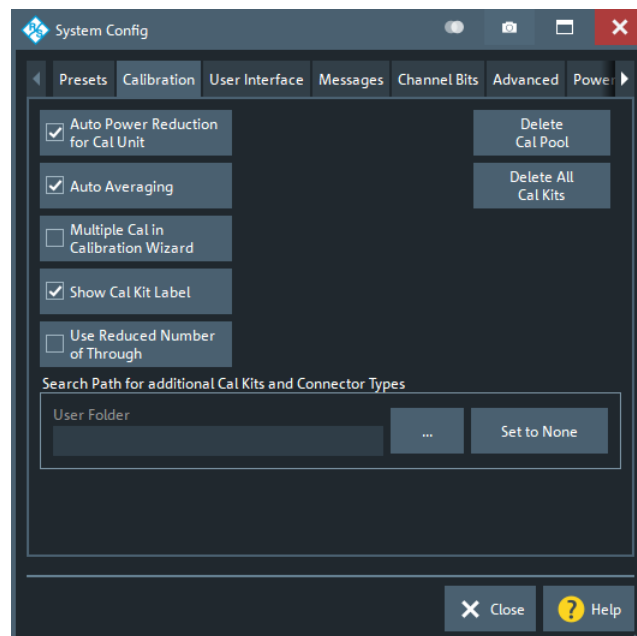 R&S System Config
Presets Calibration User Interface Messages Channel Bits Advanced Power
Auto Power Reduction
for Cal Unit
Delete
Cal Pool
Auto Averaging
Delete All
Cal Kits
Multiple Cal in
Calibration Wizard
Show Cal Kit Label
Use Reduced Number
of Through
Search Path for additional Cal Kits and Connector Types
User Folder
...
Set to None
Close
? Help